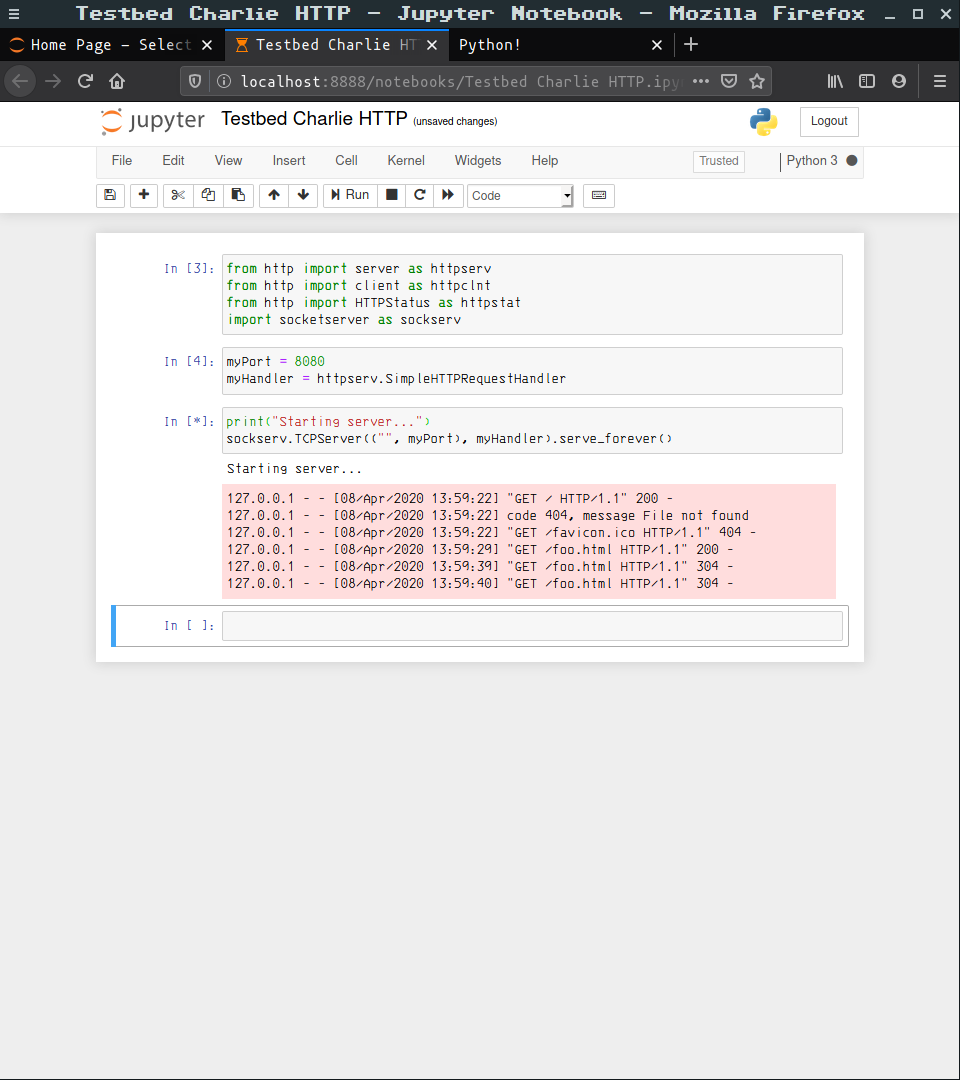 Testbed Charlie HTTP – Jupyter Notebook – Mozilla Firefox
Home Page – Select
Testbed Charlie HT
Python!
localhost:8888/notebooks/Testbed Charlie HTTP.ipy
jupyter Testbed Charlie HTTP (unsaved changes) Logout
File Edit View Insert Cell Kernel Widgets Help Trusted Python 3
Run Code
In [3]: from http import server as httpserv
from http import client as httpclnt
from http import HTTPStatus as httpstat
import socketserver as sockserv
In [4]: myPort = 8080
myHandler = httpserv.SimpleHTTPRequestHandler
In [*]: print("Starting server...")
sockserv.TCPServer(("", myPort), myHandler).serve_forever()
Starting server...
127.0.0.1 - - [08/Apr/2020 13:59:22] "GET / HTTP/1.1" 200 -
127.0.0.1 - - [08/Apr/2020 13:59:22] code 404, message File not found
127.0.0.1 - - [08/Apr/2020 13:59:22] "GET /favicon.ico HTTP/1.1" 404 -
127.0.0.1 - - [08/Apr/2020 13:59:29] "GET /foo.html HTTP/1.1" 200 -
127.0.0.1 - - [08/Apr/2020 13:59:39] "GET /foo.html HTTP/1.1" 304 -
127.0.0.1 - - [08/Apr/2020 13:59:40] "GET /foo.html HTTP/1.1" 304 -
In [ ]: